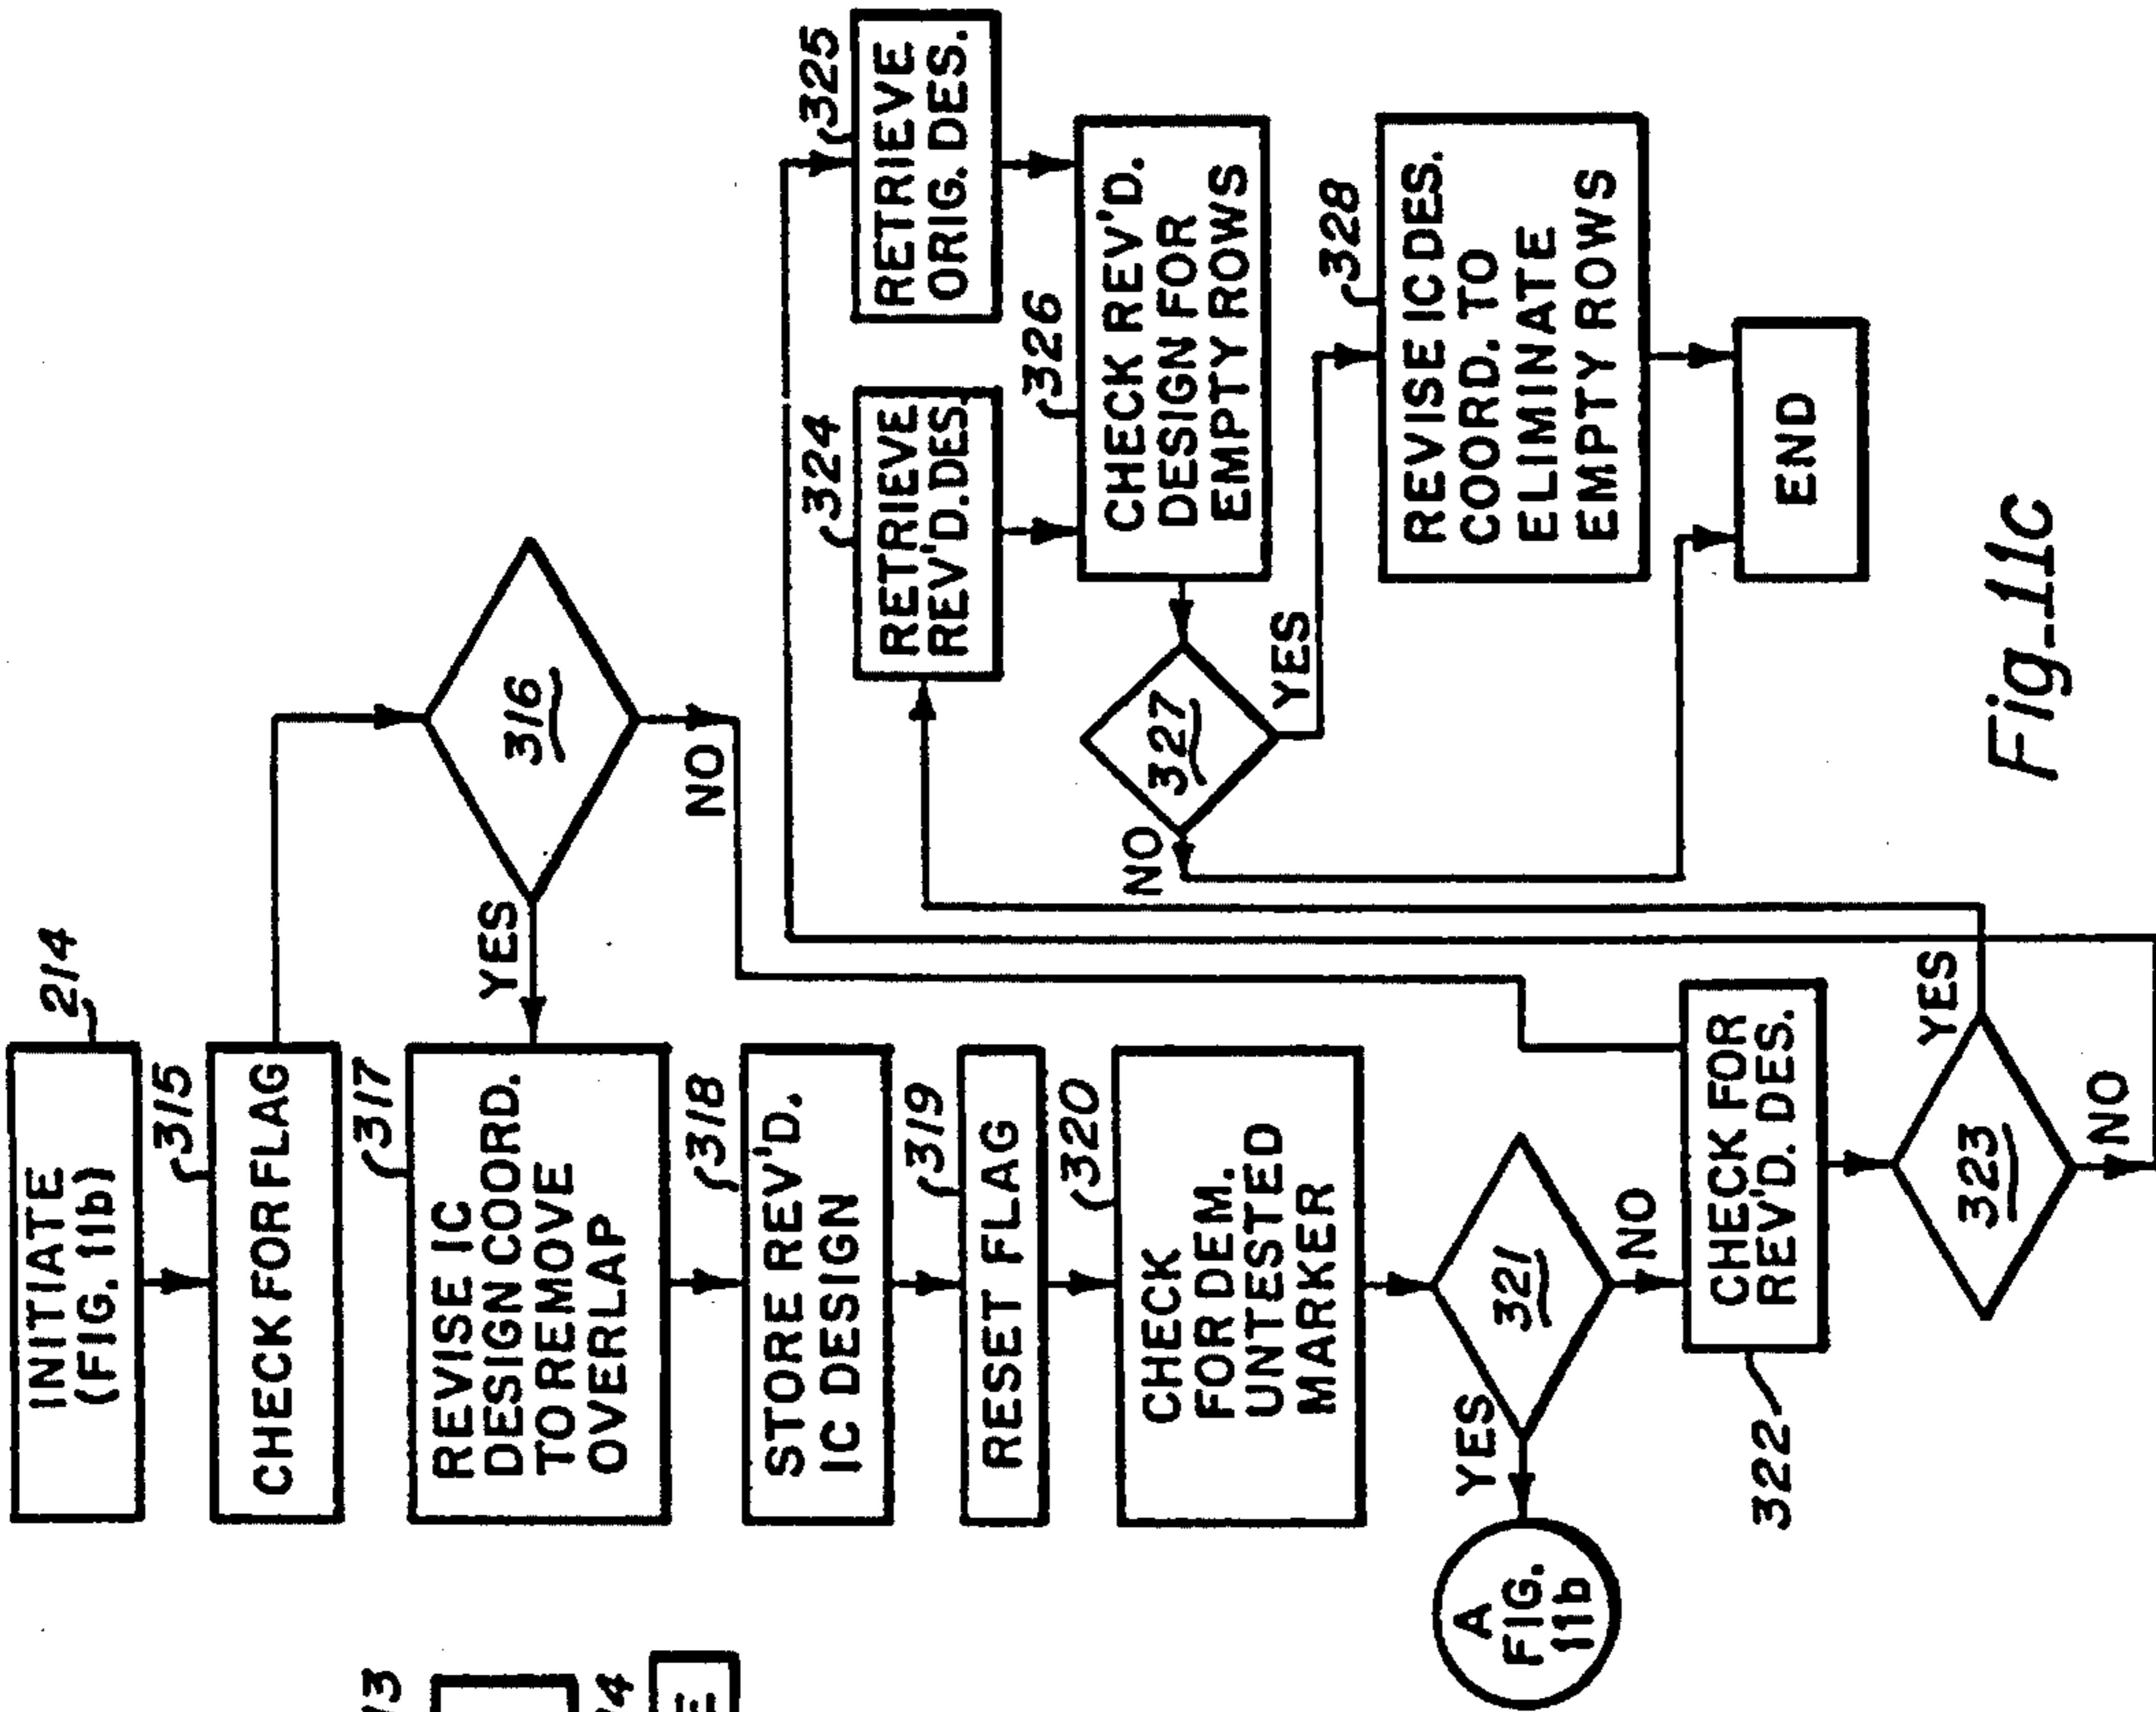 INITIATE
(FIG. 11b)
214
315
CHECK FOR FLAG
316
YES
NO
317
REVISE IC
DESIGN COORD.
TO REMOVE
OVERLAP
318
STORE REV'D.
IC DESIGN
319
RESET FLAG
320
CHECK
FOR DEM.
UNTESTED
MARKER
321
YES
NO
A
FIG.
11b
322
CHECK FOR
REV'D. DES.
323
YES
NO
324
RETRIEVE
REV'D. DES.
325
RETRIEVE
ORIG. DES.
326
CHECK REV'D.
DESIGN FOR
EMPTY ROWS
327
NO
YES
328
REVISE IC DES.
COORD. TO
ELIMINATE
EMPTY ROWS
END
Fig_11c